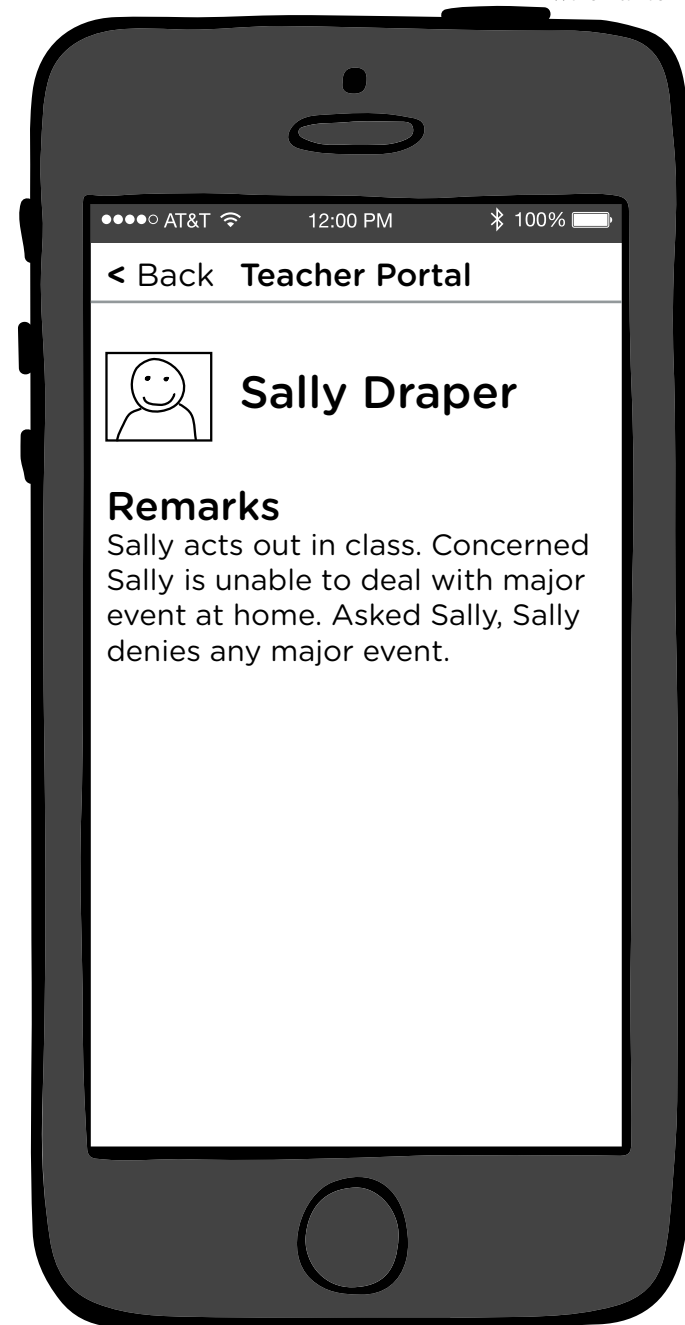 AT&T 12:00 PM 100%
< Back Teacher Portal
Sally Draper
Remarks
Sally acts out in class. Concerned
Sally is unable to deal with major
event at home. Asked Sally, Sally
denies any major event.